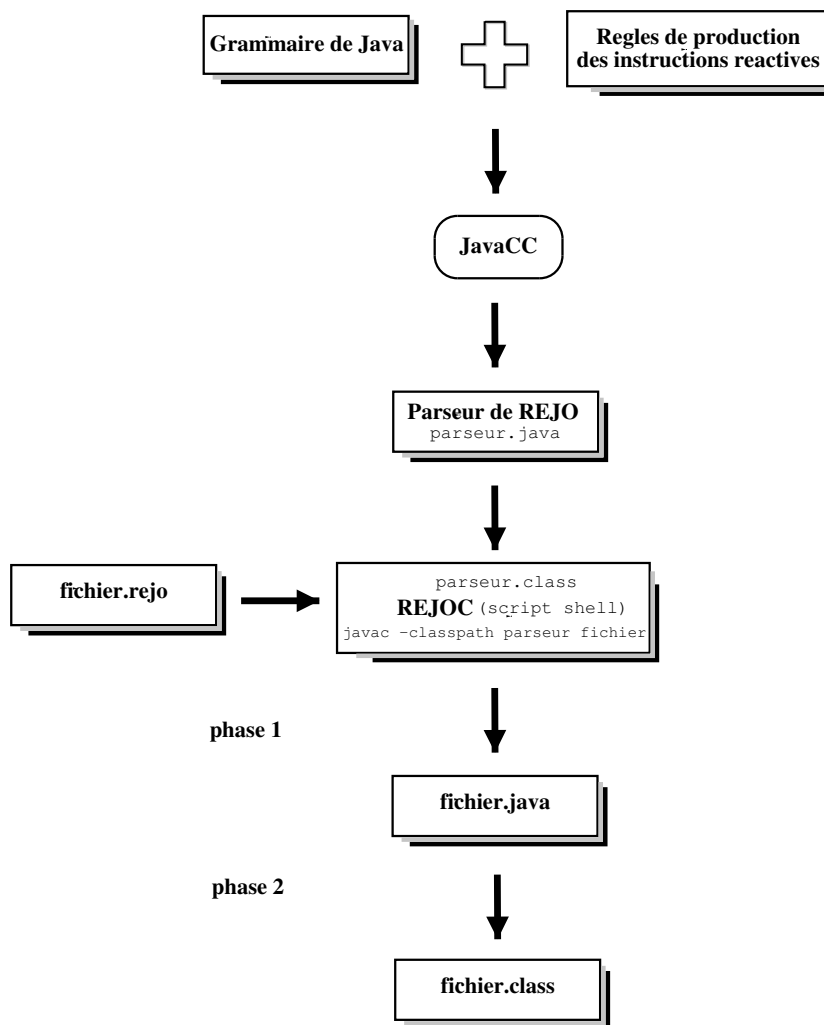 Grammaire de Java
Regles de production
des instructions reactives
JavaCC
Parseur de REJO
parseur.java
fichier.rejo
parseur.class
REJOC (script shell)
javac -classpath parseur fichier
phase 1
fichier.java
phase 2
fichier.class